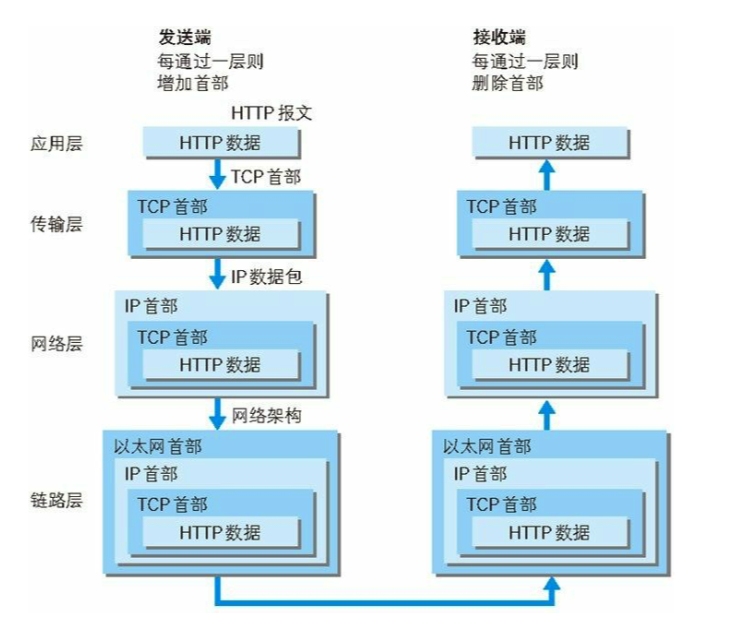 发送端
每通过一层则
增加首部
接收端
每通过一层则
删除首部
HTTP 报文
应用层
HTTP 数据
HTTP 数据
TCP 首部
传输层
TCP 首部
HTTP 数据
TCP 首部
HTTP 数据
IP 数据包
网络层
IP 首部
TCP 首部
HTTP 数据
IP 首部
TCP 首部
HTTP 数据
网络架构
链路层
以太网首部
IP 首部
TCP 首部
HTTP 数据
以太网首部
IP 首部
TCP 首部
HTTP 数据